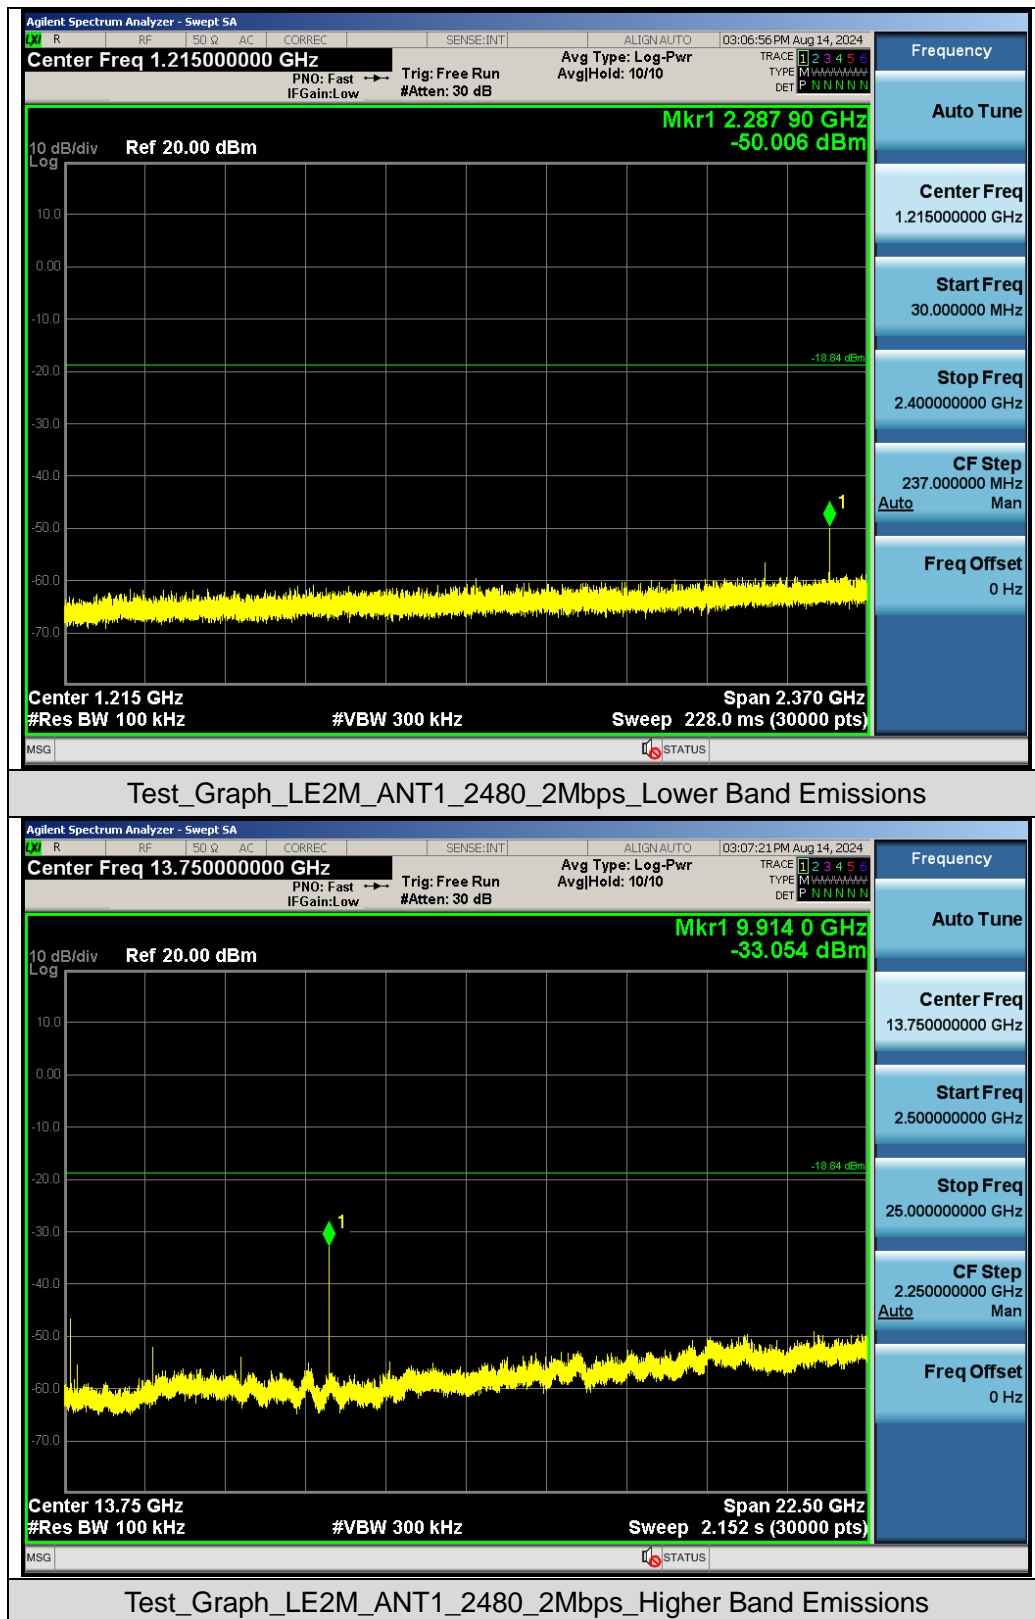 Agilent Spectrum Analyzer - Swept SA
LXI R RF 50 Ω AC CORREC SENSE:INT ALIGN AUTO 03:06:56 PM Aug 14, 2024
Center Freq 1.215000000 GHz
PNO: Fast
IFGain:Low
Trig: Free Run
#Atten: 30 dB
Avg Type: Log-Pwr
Avg|Hold: 10/10
TRACE 1 2 3 4 5 6
TYPE M WWWWW
DET P N N N N N
Mkr1 2.287 90 GHz
-50.006 dBm
10 dB/div Ref 20.00 dBm
Log
10.0
0.00
-10.0
-18.84 dBm
-20.0
-30.0
-40.0
1
-50.0
-60.0
-70.0
Center 1.215 GHz Span 2.370 GHz
#Res BW 100 kHz #VBW 300 kHz Sweep 228.0 ms (30000 pts)
MSG STATUS
Frequency
Auto Tune
Center Freq
1.215000000 GHz
Start Freq
30.000000 MHz
Stop Freq
2.400000000 GHz
CF Step
237.000000 MHz
Auto Man
Freq Offset
0 Hz
Test_Graph_LE2M_ANT1_2480_2Mbps_Lower Band Emissions
Agilent Spectrum Analyzer - Swept SA
LXI R RF 50 Ω AC CORREC SENSE:INT ALIGN AUTO 03:07:21 PM Aug 14, 2024
Center Freq 13.750000000 GHz
PNO: Fast
IFGain:Low
Trig: Free Run
#Atten: 30 dB
Avg Type: Log-Pwr
Avg|Hold: 10/10
TRACE 1 2 3 4 5 6
TYPE M WWWWW
DET P N N N N N
Mkr1 9.914 0 GHz
-33.054 dBm
10 dB/div Ref 20.00 dBm
Log
10.0
0.00
-10.0
-18.84 dBm
-20.0
1
-30.0
-40.0
-50.0
-60.0
-70.0
Center 13.75 GHz Span 22.50 GHz
#Res BW 100 kHz #VBW 300 kHz Sweep 2.152 s (30000 pts)
MSG STATUS
Frequency
Auto Tune
Center Freq
13.750000000 GHz
Start Freq
2.500000000 GHz
Stop Freq
25.000000000 GHz
CF Step
2.250000000 GHz
Auto Man
Freq Offset
0 Hz
Test_Graph_LE2M_ANT1_2480_2Mbps_Higher Band Emissions